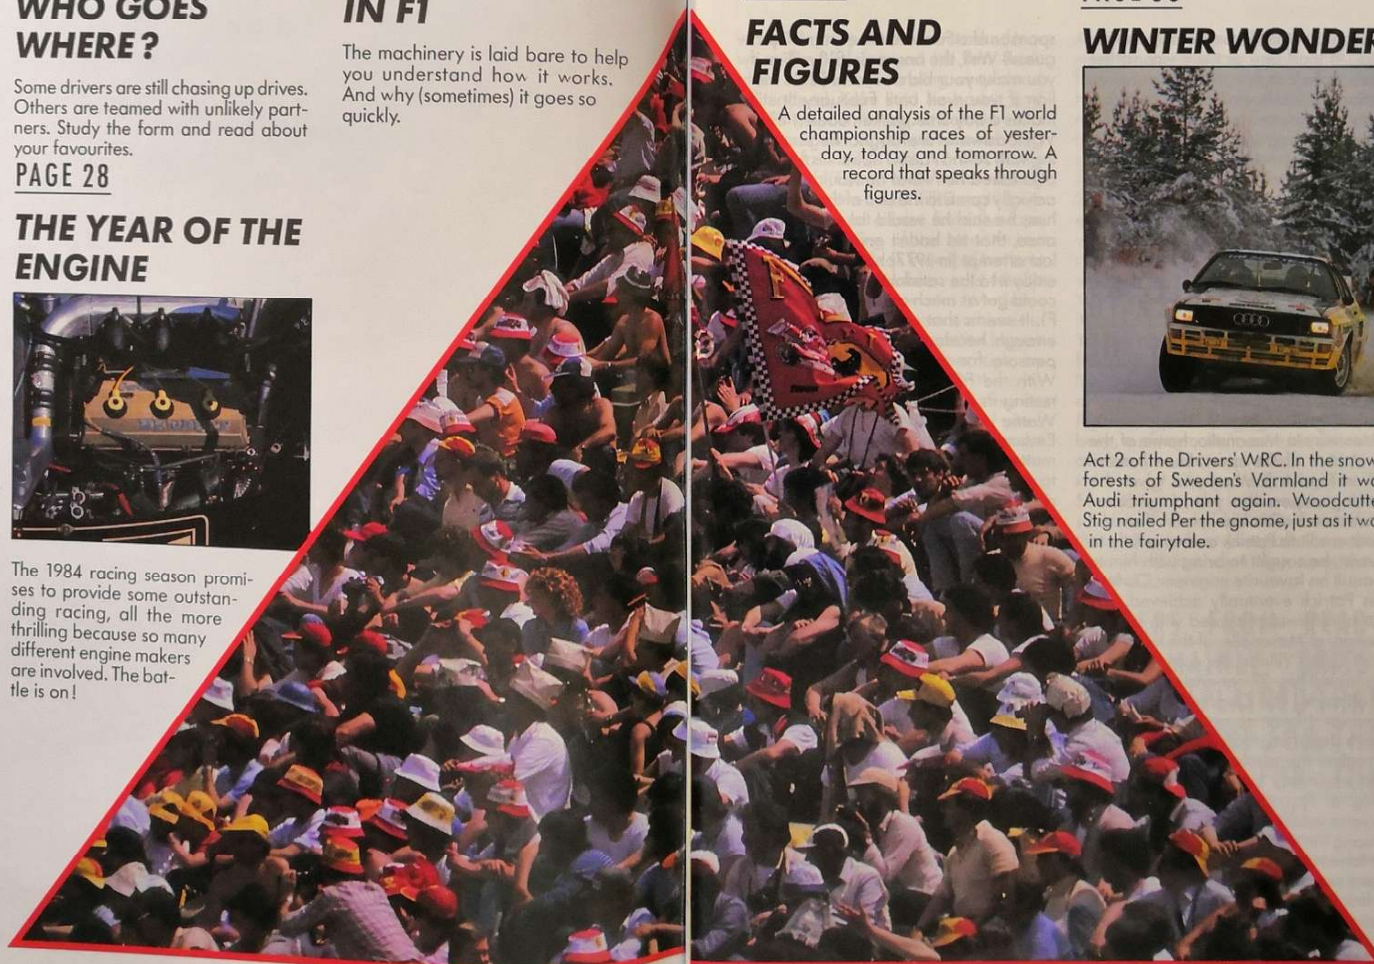 WHO GOES
WHERE?
Some drivers are still chasing up drives.
Others are teamed with unlikely part-
ners. Study the form and read about
your favourites.
PAGE 28
THE YEAR OF THE
ENGINE
The 1984 racing season promi-
ses to provide some outstan-
ding racing, all the more
thrilling because so many
different engine makers
are involved. The bat-
tle is on!
IN F1
The machinery is laid bare to help
you understand how it works.
And why (sometimes) it goes so
quickly.
FACTS AND
FIGURES
A detailed analysis of the F1 world
championship races of yester-
day, today and tomorrow. A
record that speaks through
figures.
WINTER WONDER
Act 2 of the Drivers' WRC. In the snow
forests of Sweden's Varmland it
Audi triumphant again. Woodcutte
Stig nailed Per the gnome, just as it
in the fairytale.